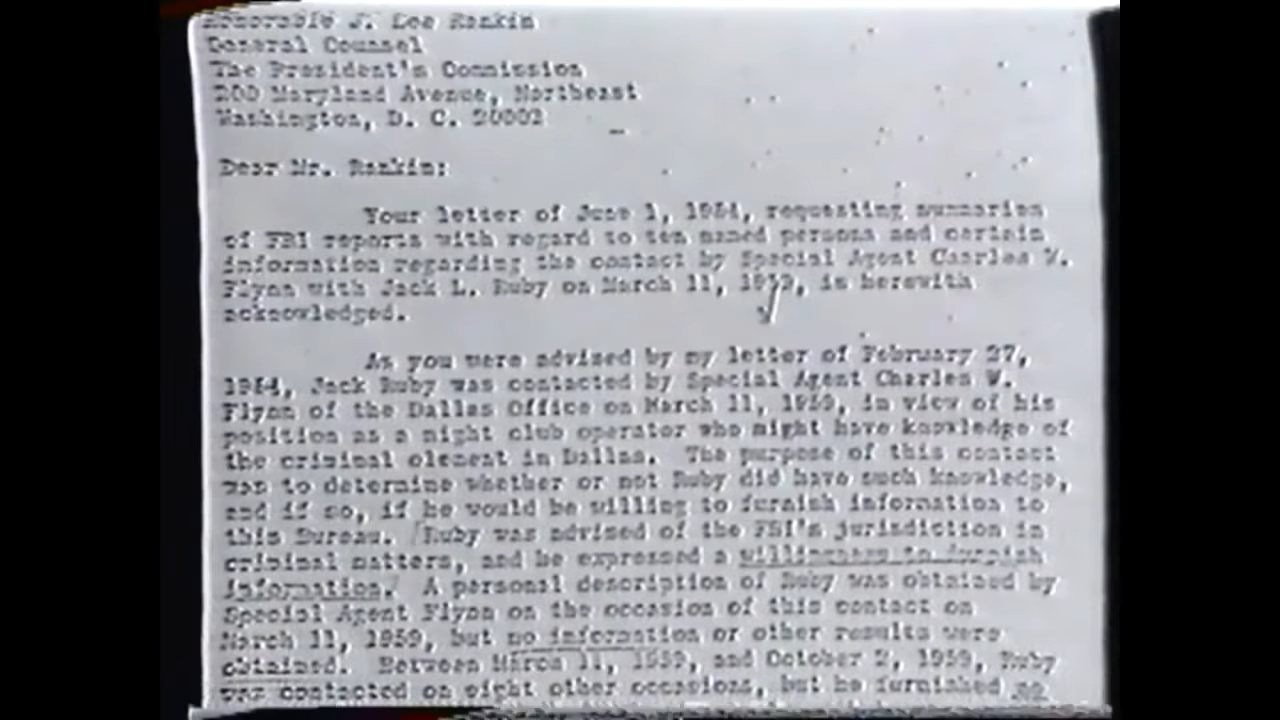 Honorable J. Lee Rankin
General Counsel
The President's Commission
200 Maryland Avenue, Northeast
Washington, D. C. 20002
Dear Mr. Rankin:
Your letter of June 1, 1964, requesting summaries
of FBI reports with regard to ten named persons and certain
information regarding the contact by Special Agent Charles W.
Flynn with Jack L. Ruby on March 11, 1959, is herewith
acknowledged.
As you were advised by my letter of February 27,
1964, Jack Ruby was contacted by Special Agent Charles W.
Flynn of the Dallas Office on March 11, 1959, in view of his
position as a night club operator who might have knowledge of
the criminal element in Dallas. The purpose of this contact
was to determine whether or not Ruby did have such knowledge,
and if so, if he would be willing to furnish information to
this Bureau. Ruby was advised of the FBI's jurisdiction in
criminal matters, and he expressed a willingness to furnish
information. A personal description of Ruby was obtained by
Special Agent Flynn on the occasion of this contact on
March 11, 1959, but no information or other results were
obtained. Between March 11, 1959, and October 2, 1959, Ruby
was contacted on eight other occasions, but he furnished no